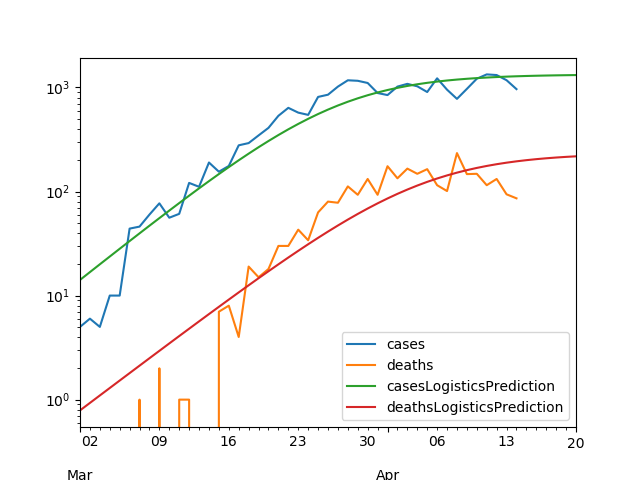 10³
10²
10¹
10⁰
cases
deaths
casesLogisticsPrediction
deathsLogisticsPrediction
02 09 16 23 30 06 13 20
Mar Apr